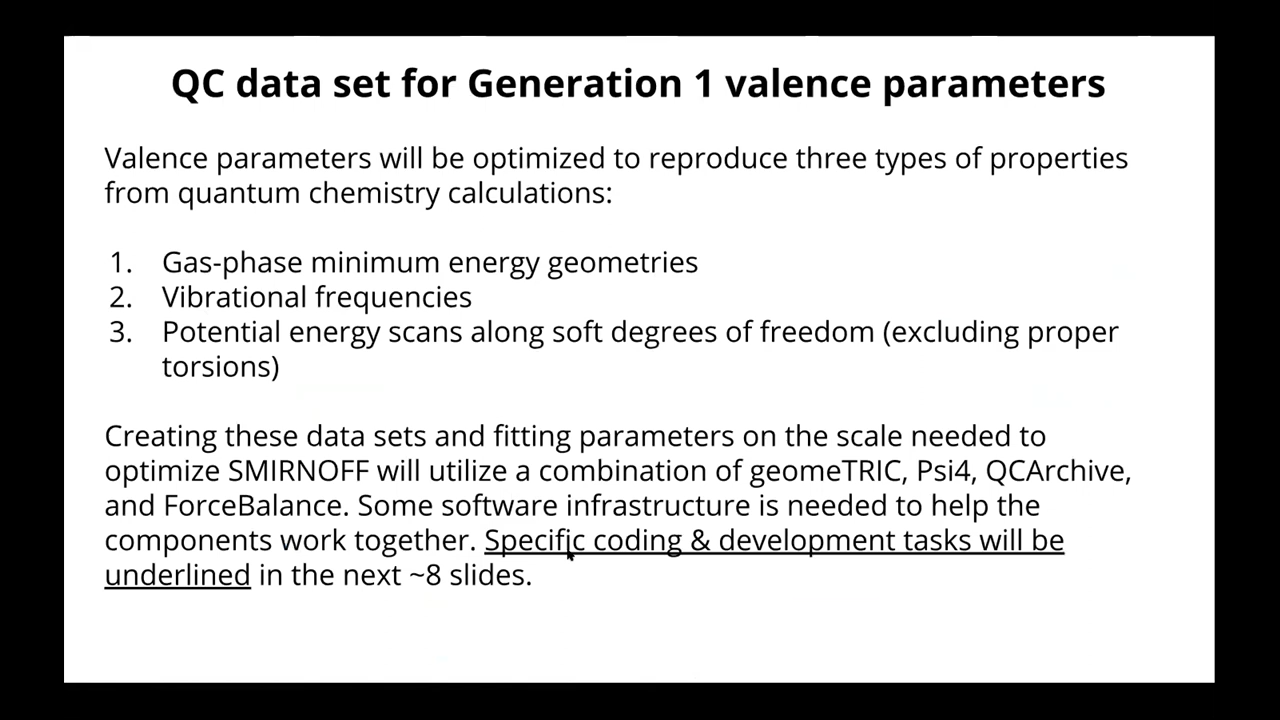 QC data set for Generation 1 valence parameters
Valence parameters will be optimized to reproduce three types of properties
from quantum chemistry calculations:
1. Gas-phase minimum energy geometries
2. Vibrational frequencies
3. Potential energy scans along soft degrees of freedom (excluding proper
torsions)
Creating these data sets and fitting parameters on the scale needed to
optimize SMIRNOFF will utilize a combination of geomeTRIC, Psi4, QCArchive,
and ForceBalance. Some software infrastructure is needed to help the
components work together. Specific coding & development tasks will be
underlined in the next ~8 slides.